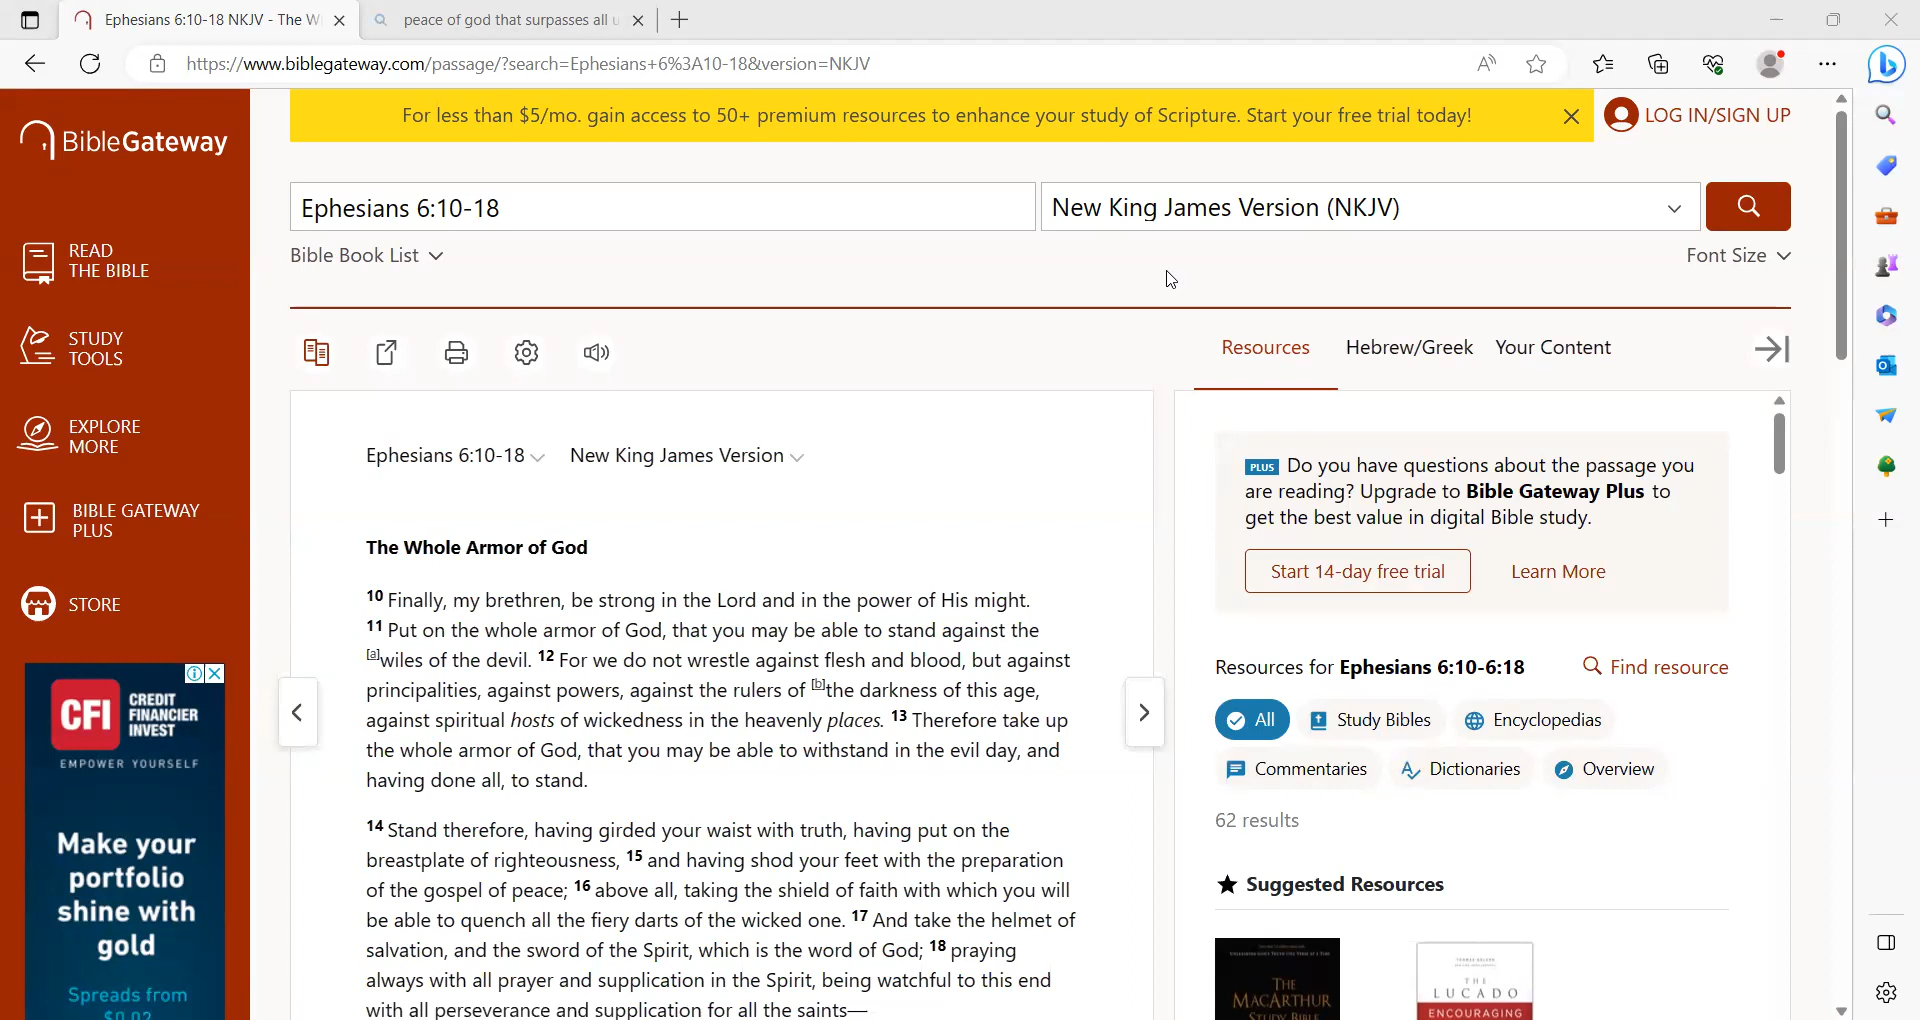 Ephesians 6:10-18 NKJV - The W
peace of god that surpasses all u
https://www.biblegateway.com/passage/?search=Ephesians+6%3A10-18&version=NKJV
BibleGateway
For less than $5/mo. gain access to 50+ premium resources to enhance your study of Scripture. Start your free trial today!
LOG IN/SIGN UP
Ephesians 6:10-18
New King James Version (NKJV)
Bible Book List
Font Size
READ
THE BIBLE
STUDY
TOOLS
EXPLORE
MORE
BIBLE GATEWAY
PLUS
STORE
CFI CREDIT
FINANCIER
INVEST
EMPOWER YOURSELF
Make your
portfolio
shine with
gold
Spreads from
$0.02
Resources
Hebrew/Greek
Your Content
Ephesians 6:10-18
New King James Version
The Whole Armor of God
10 Finally, my brethren, be strong in the Lord and in the power of His might.
11 Put on the whole armor of God, that you may be able to stand against the
[a]wiles of the devil. 12 For we do not wrestle against flesh and blood, but against
principalities, against powers, against the rulers of [b]the darkness of this age,
against spiritual hosts of wickedness in the heavenly places. 13 Therefore take up
the whole armor of God, that you may be able to withstand in the evil day, and
having done all, to stand.
14 Stand therefore, having girded your waist with truth, having put on the
breastplate of righteousness, 15 and having shod your feet with the preparation
of the gospel of peace; 16 above all, taking the shield of faith with which you will
be able to quench all the fiery darts of the wicked one. 17 And take the helmet of
salvation, and the sword of the Spirit, which is the word of God; 18 praying
always with all prayer and supplication in the Spirit, being watchful to this end
with all perseverance and supplication for all the saints—
PLUS Do you have questions about the passage you
are reading? Upgrade to Bible Gateway Plus to
get the best value in digital Bible study.
Start 14-day free trial
Learn More
Resources for Ephesians 6:10-6:18
Find resource
All
Study Bibles
Encyclopedias
Commentaries
Dictionaries
Overview
62 results
★ Suggested Resources
THE
MACARTHUR
STUDY BIBLE
THE
LUCADO
ENCOURAGING